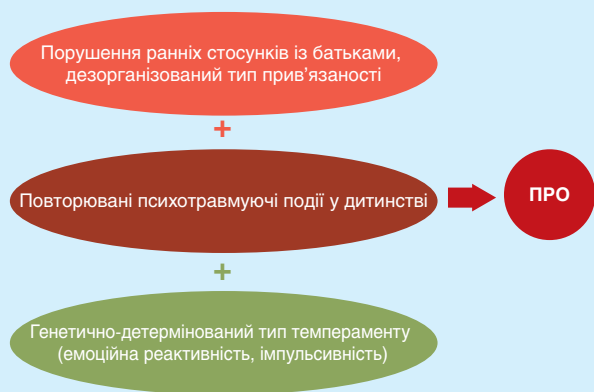 Порушення ранніх стосунків із батьками,
дезорганізований тип прив'язаності
+
Повторювані психотравмуючі події у дитинстві
ПРО
+
Генетично-детермінований тип темпераменту
(емоційна реактивність, імпульсивність)